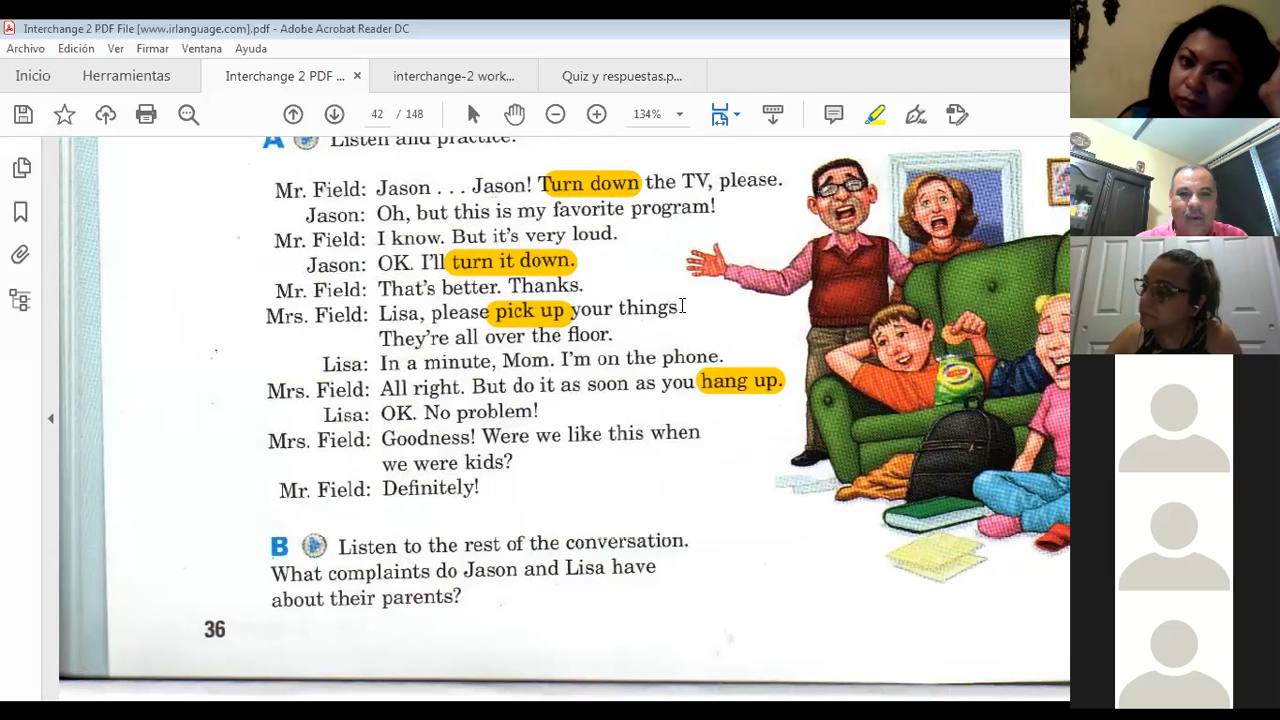 Interchange 2 PDF File [www.irlanguage.com].pdf - Adobe Acrobat Reader DC
Archivo Edición Ver Firmar Ventana Ayuda
Inicio Herramientas Interchange 2 PDF ... × interchange-2 work... Quiz y respuestas.p...
42 / 148 134%
A Listen and practice.
Mr. Field: Jason . . . Jason! Turn down the TV, please.
Jason: Oh, but this is my favorite program!
Mr. Field: I know. But it's very loud.
Jason: OK. I'll turn it down.
Mr. Field: That's better. Thanks.
Mrs. Field: Lisa, please pick up your things.
They're all over the floor.
Lisa: In a minute, Mom. I'm on the phone.
Mrs. Field: All right. But do it as soon as you hang up.
Lisa: OK. No problem!
Mrs. Field: Goodness! Were we like this when
we were kids?
Mr. Field: Definitely!
B Listen to the rest of the conversation.
What complaints do Jason and Lisa have
about their parents?
36